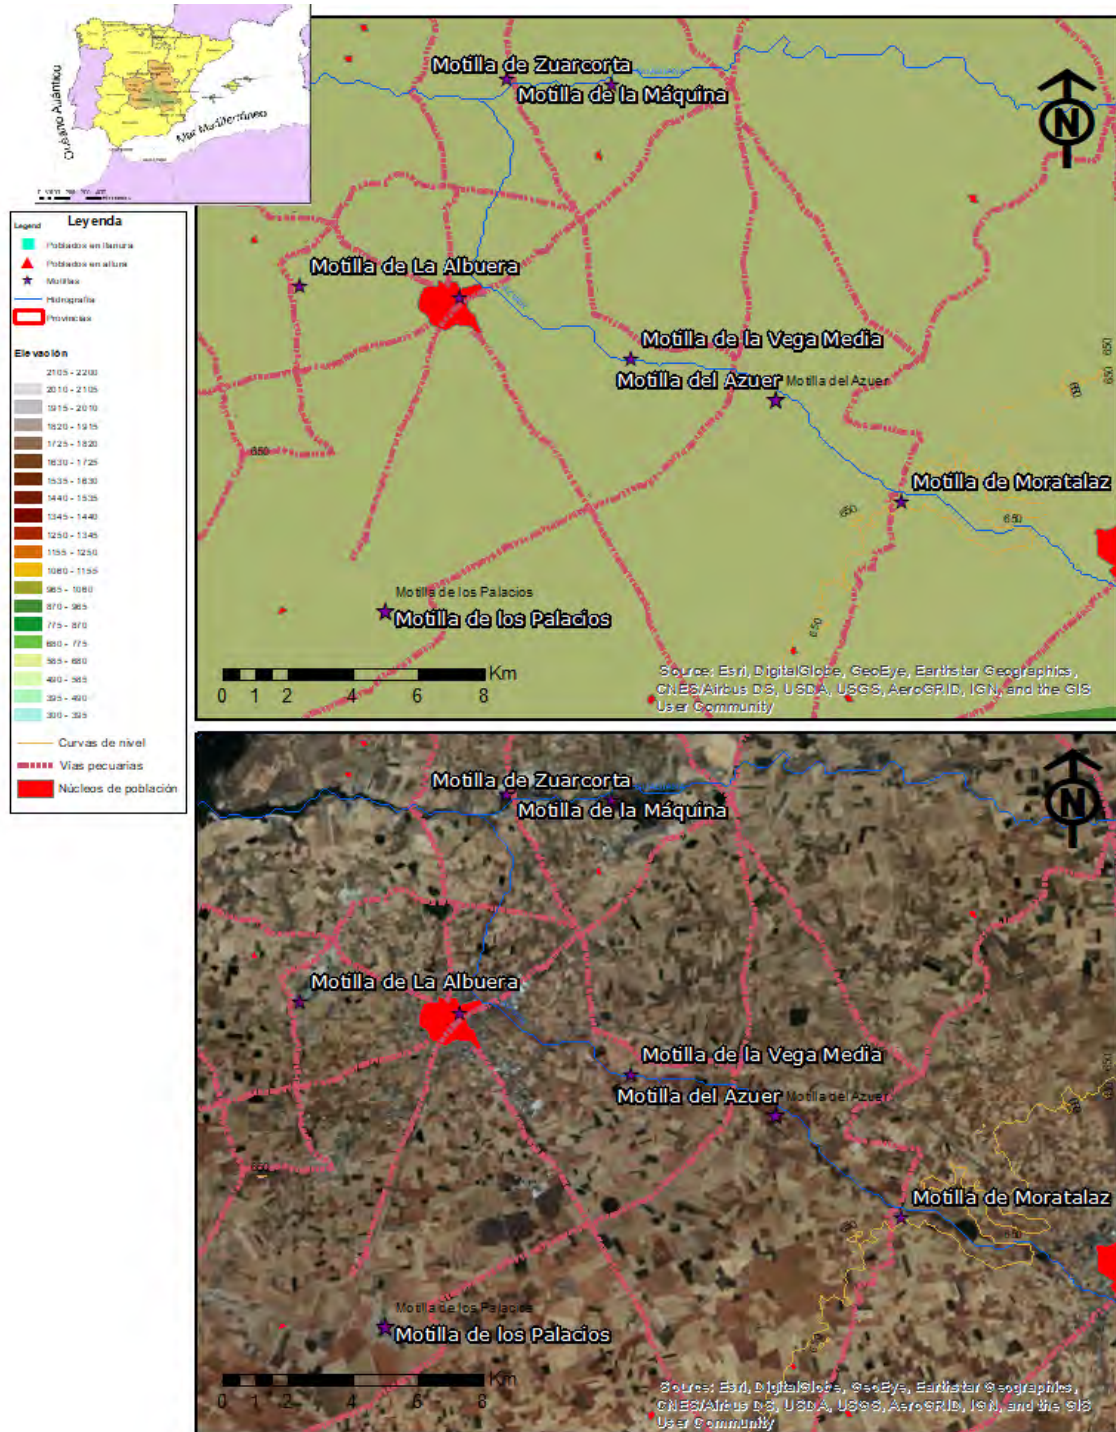 Océano Atlántico
Mar Mediterráneo
Legend
Leyenda
Poblados en llanura
Poblados en altura
Motillas
Hidrografía
Provincias
Elevación
2105 - 2200
2010 - 2105
1915 - 2010
1820 - 1915
1725 - 1820
1630 - 1725
1535 - 1630
1440 - 1535
1345 - 1440
1250 - 1345
1155 - 1250
1060 - 1155
965 - 1060
870 - 965
775 - 870
680 - 775
585 - 680
490 - 585
395 - 490
300 - 395
Curvas de nivel
Vías pecuarias
Núcleos de población
Motilla de Zuarcorta
Motilla de la Máquina
N
Motilla de La Albuera
Motilla de la Vega Media
Motilla del Azuer
Motilla del Azuer
650
650
650
650
Motilla de Moratalaz
650
650
650
Motilla de los Palacios
Motilla de los Palacios
Km
0 1 2 4 6 8
Source: Esri, DigitalGlobe, GeoEye, Earthstar Geographics,
CNES/Airbus DS, USDA, USGS, AeroGRID, IGN, and the GIS
User Community
Motilla de Zuarcorta
Motilla de la Máquina
N
Motilla de La Albuera
Motilla de la Vega Media
Motilla del Azuer
Motilla del Azuer
650
Motilla de Moratalaz
650
Motilla de los Palacios
Motilla de los Palacios
Km
0 1 2 4 6 8
Source: Esri, DigitalGlobe, GeoEye, Earthstar Geographics,
CNES/Airbus DS, USDA, USGS, AeroGRID, IGN, and the GIS
User Community